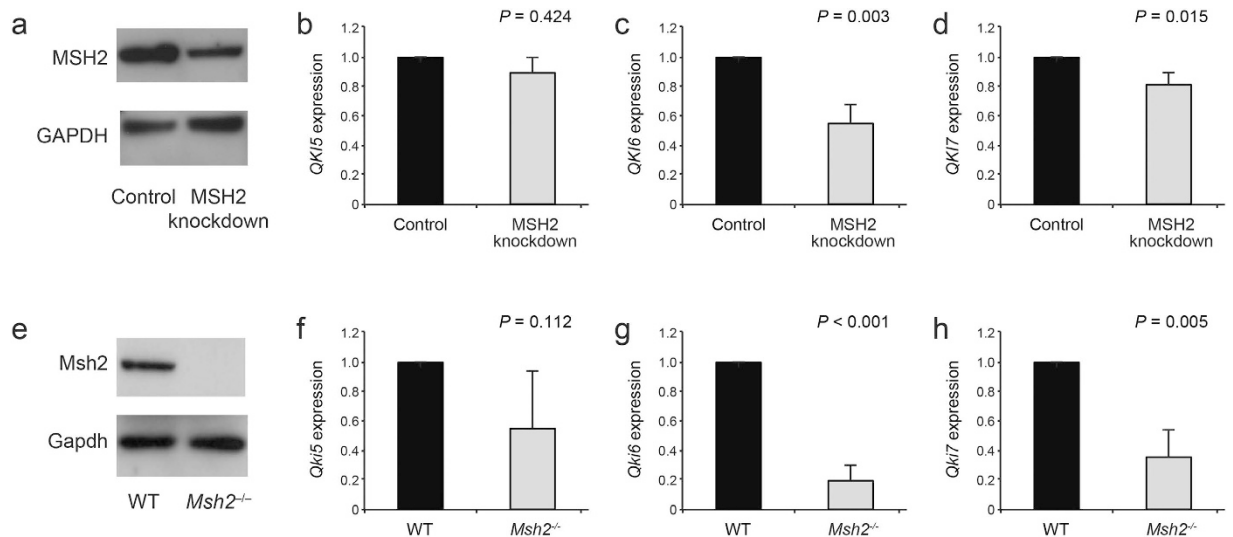 a
MSH2
GAPDH
Control
MSH2
knockdown
b
P = 0.424
QKI5 expression
1.2
1.0
0.8
0.6
0.4
0.2
0
Control
MSH2
knockdown
c
P = 0.003
QKI6 expression
1.2
1.0
0.8
0.6
0.4
0.2
0
Control
MSH2
knockdown
d
P = 0.015
QKI7 expression
1.2
1.0
0.8
0.6
0.4
0.2
0
Control
MSH2
knockdown
e
Msh2
Gapdh
WT
Msh2⁻/⁻
f
P = 0.112
Qki5 expression
1.2
1.0
0.8
0.6
0.4
0.2
0
WT
Msh2⁻/⁻
g
P < 0.001
Qki6 expression
1.2
1.0
0.8
0.6
0.4
0.2
0
WT
Msh2⁻/⁻
h
P = 0.005
Qki7 expression
1.2
1.0
0.8
0.6
0.4
0.2
0
WT
Msh2⁻/⁻